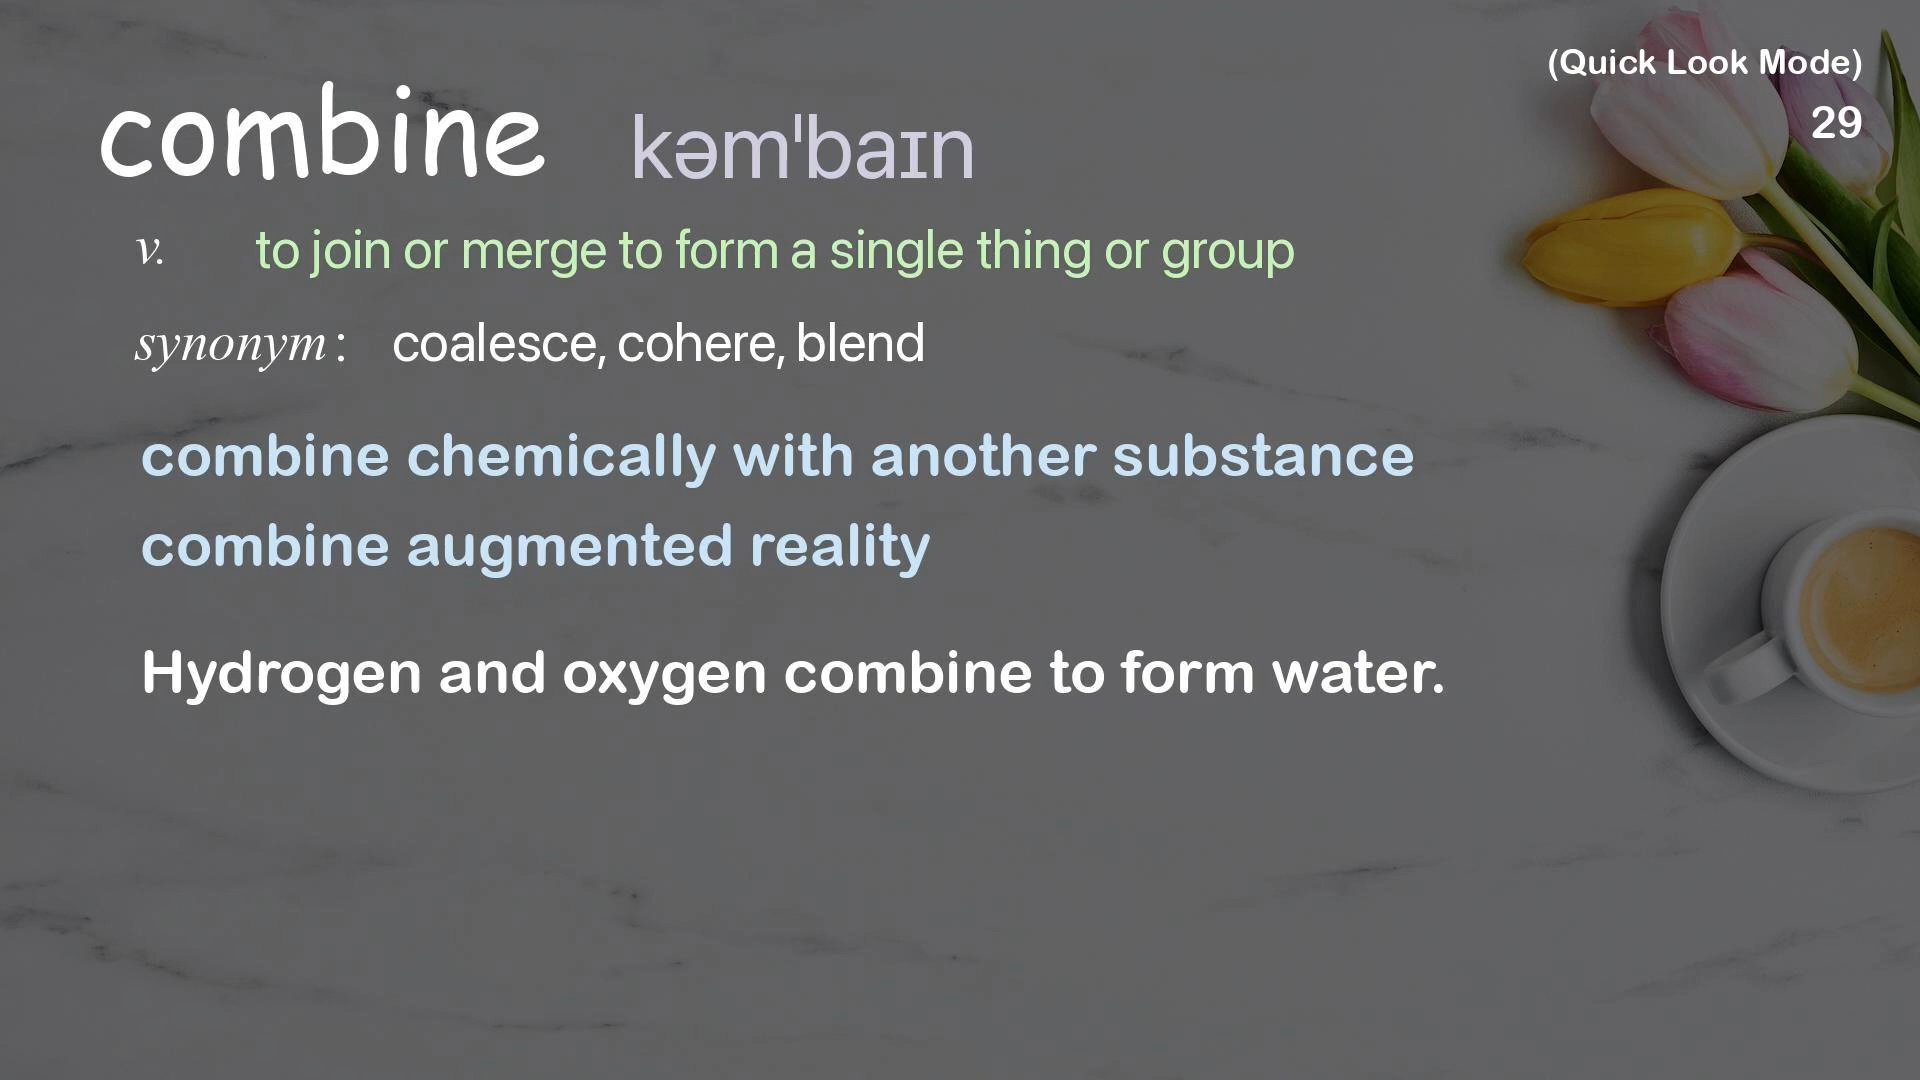 (Quick Look Mode)
29
combine kəm'baɪn
v. to join or merge to form a single thing or group
synonym : coalesce, cohere, blend
combine chemically with another substance
combine augmented reality
Hydrogen and oxygen combine to form water.